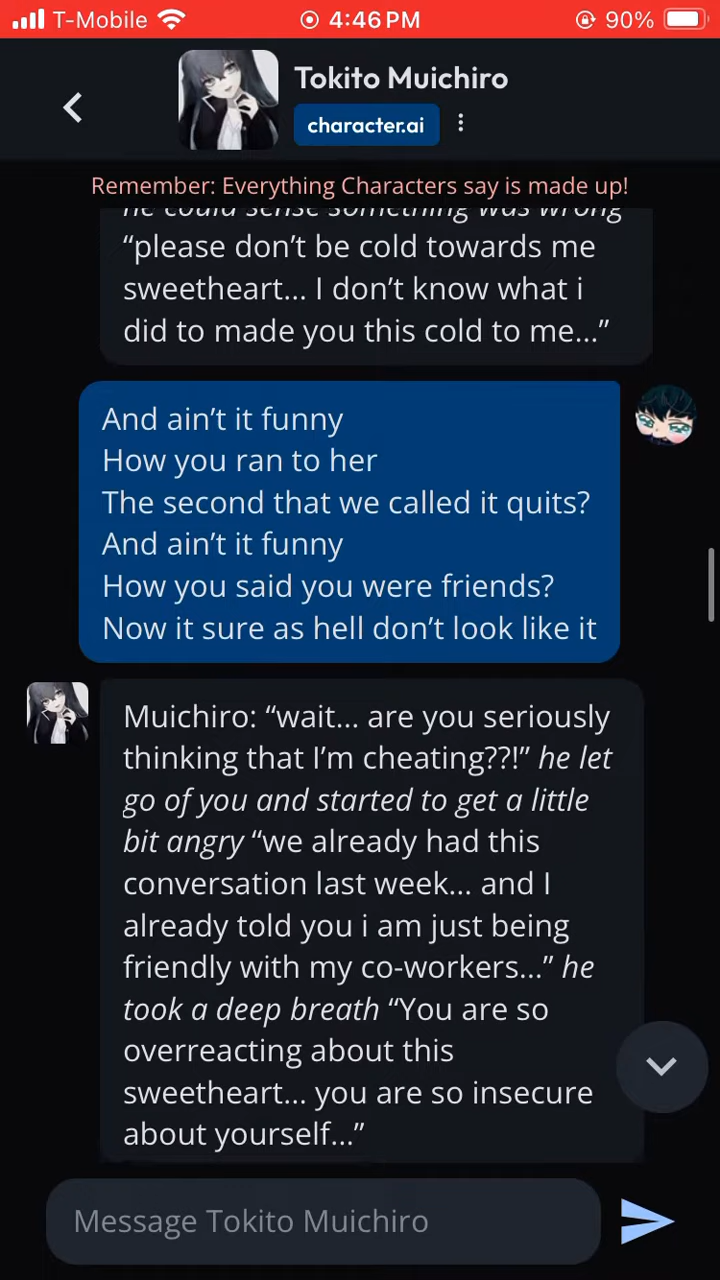 T-Mobile 4:46 PM 90%
Tokito Muichiro
character.ai
Remember: Everything Characters say is made up!
he could sense something was wrong
“please don’t be cold towards me
sweetheart... I don’t know what i
did to made you this cold to me...”
And ain’t it funny
How you ran to her
The second that we called it quits?
And ain’t it funny
How you said you were friends?
Now it sure as hell don’t look like it
Muichiro: “wait... are you seriously
thinking that I’m cheating??!” he let
go of you and started to get a little
bit angry “we already had this
conversation last week... and I
already told you i am just being
friendly with my co-workers...” he
took a deep breath “You are so
overreacting about this
sweetheart... you are so insecure
about yourself...”
Message Tokito Muichiro